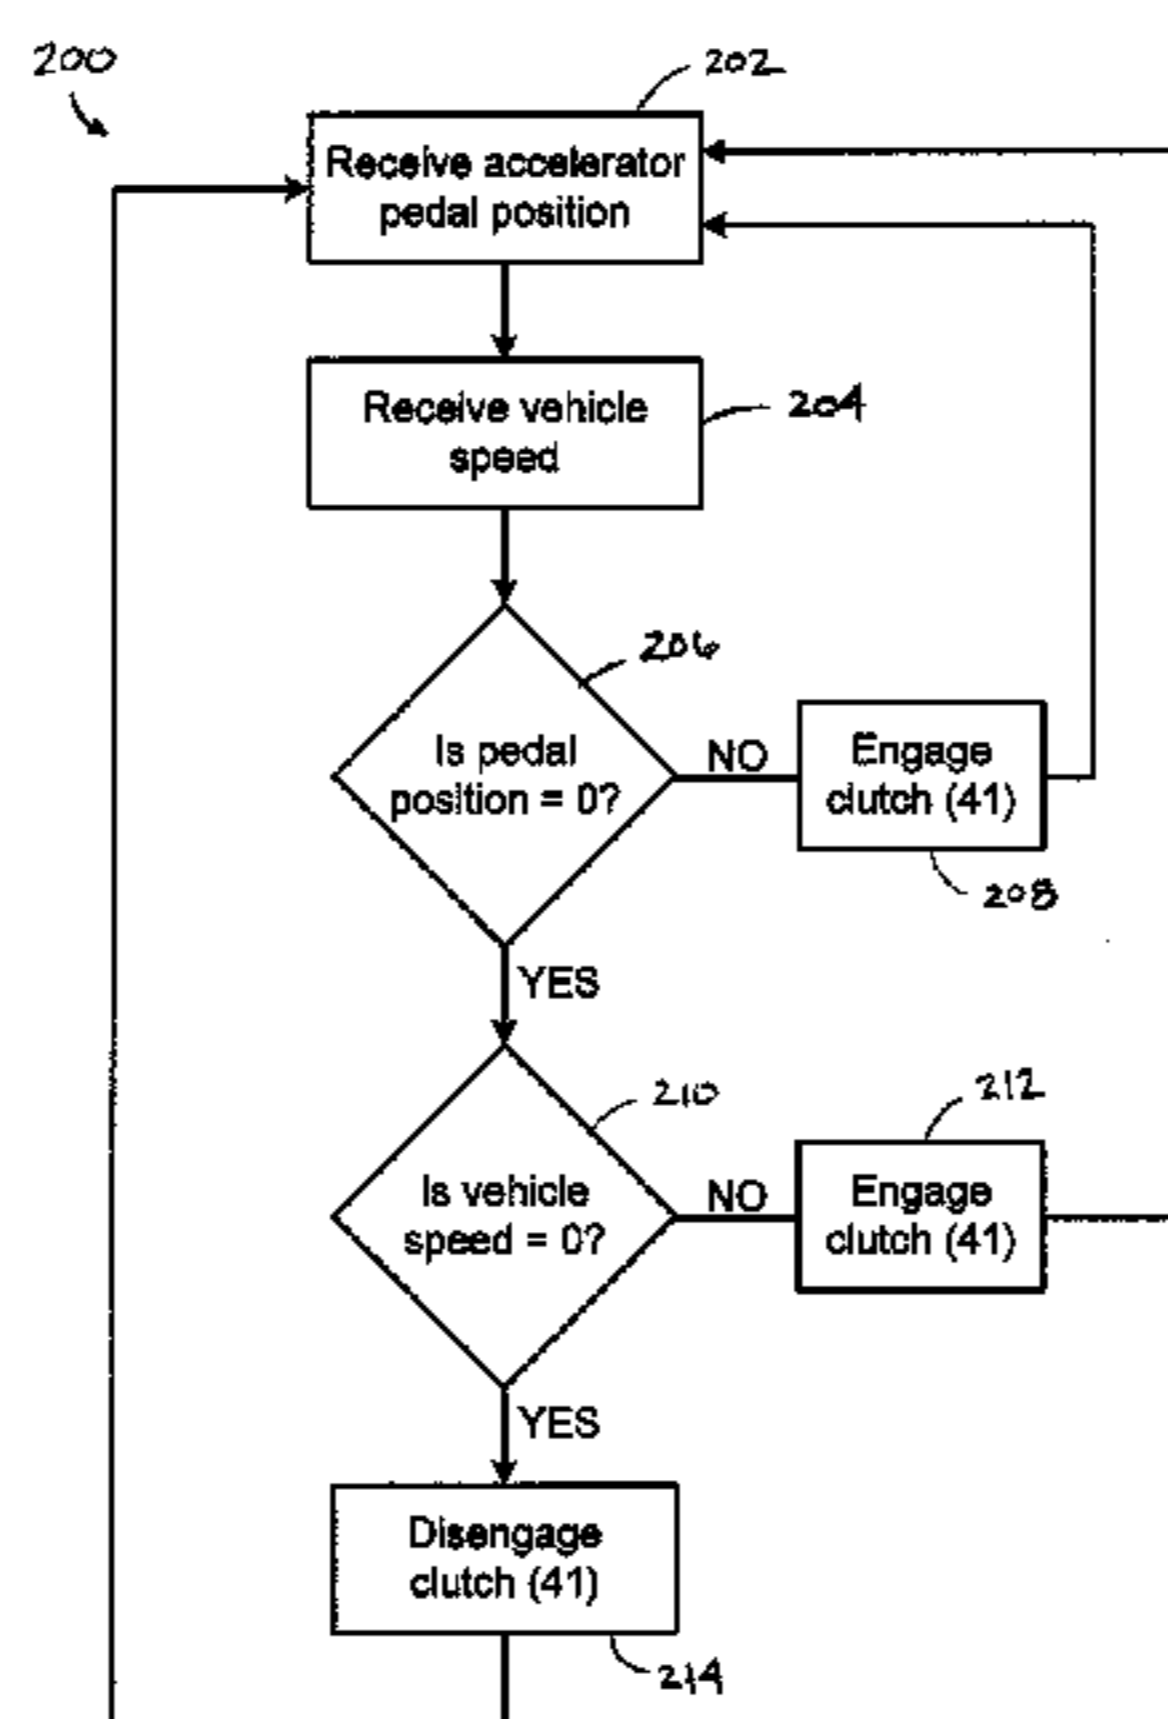 200
202
Receive accelerator
pedal position
Receive vehicle
speed
204
206
Is pedal
position = 0?
NO
Engage
clutch (41)
208
YES
210
212
Is vehicle
speed = 0?
NO
Engage
clutch (41)
YES
Disengage
clutch (41)
214